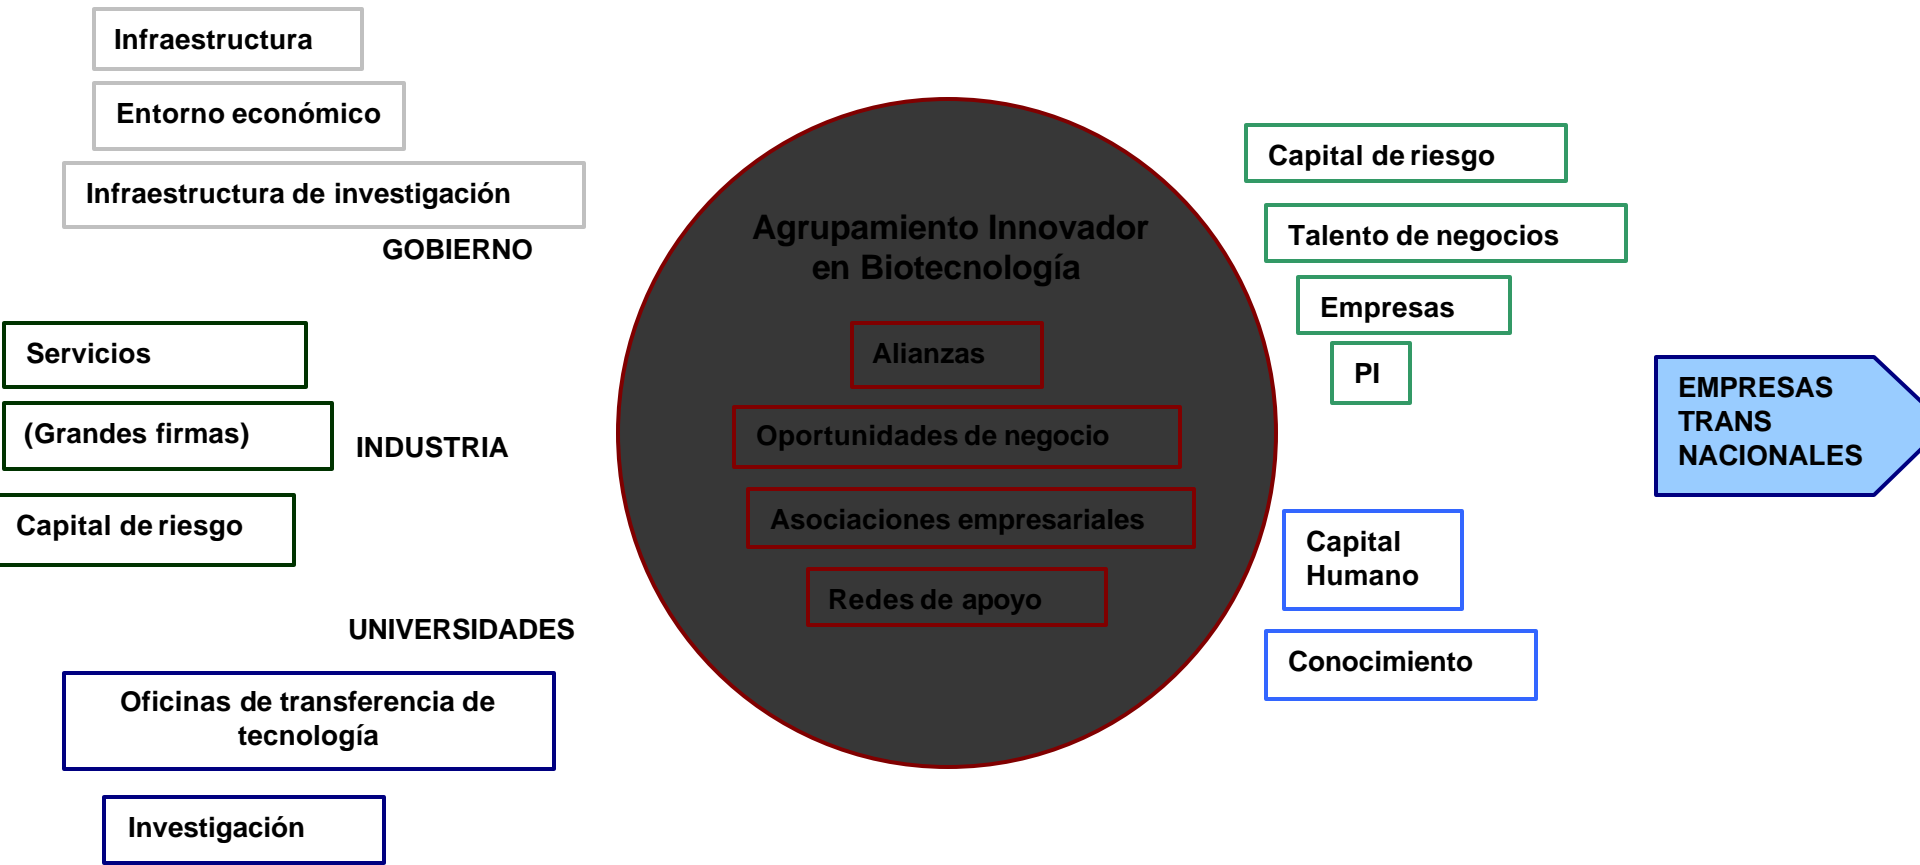 Infraestructura
Entorno económico
Infraestructura de investigación
GOBIERNO
Servicios
(Grandes firmas)
INDUSTRIA
Capital de riesgo
UNIVERSIDADES
Oficinas de transferencia de
tecnología
Investigación
Agrupamiento Innovador
en Biotecnología
Alianzas
Oportunidades de negocio
Asociaciones empresariales
Redes de apoyo
Capital de riesgo
Talento de negocios
Empresas
PI
Capital
Humano
Conocimiento
EMPRESAS
TRANS
NACIONALES